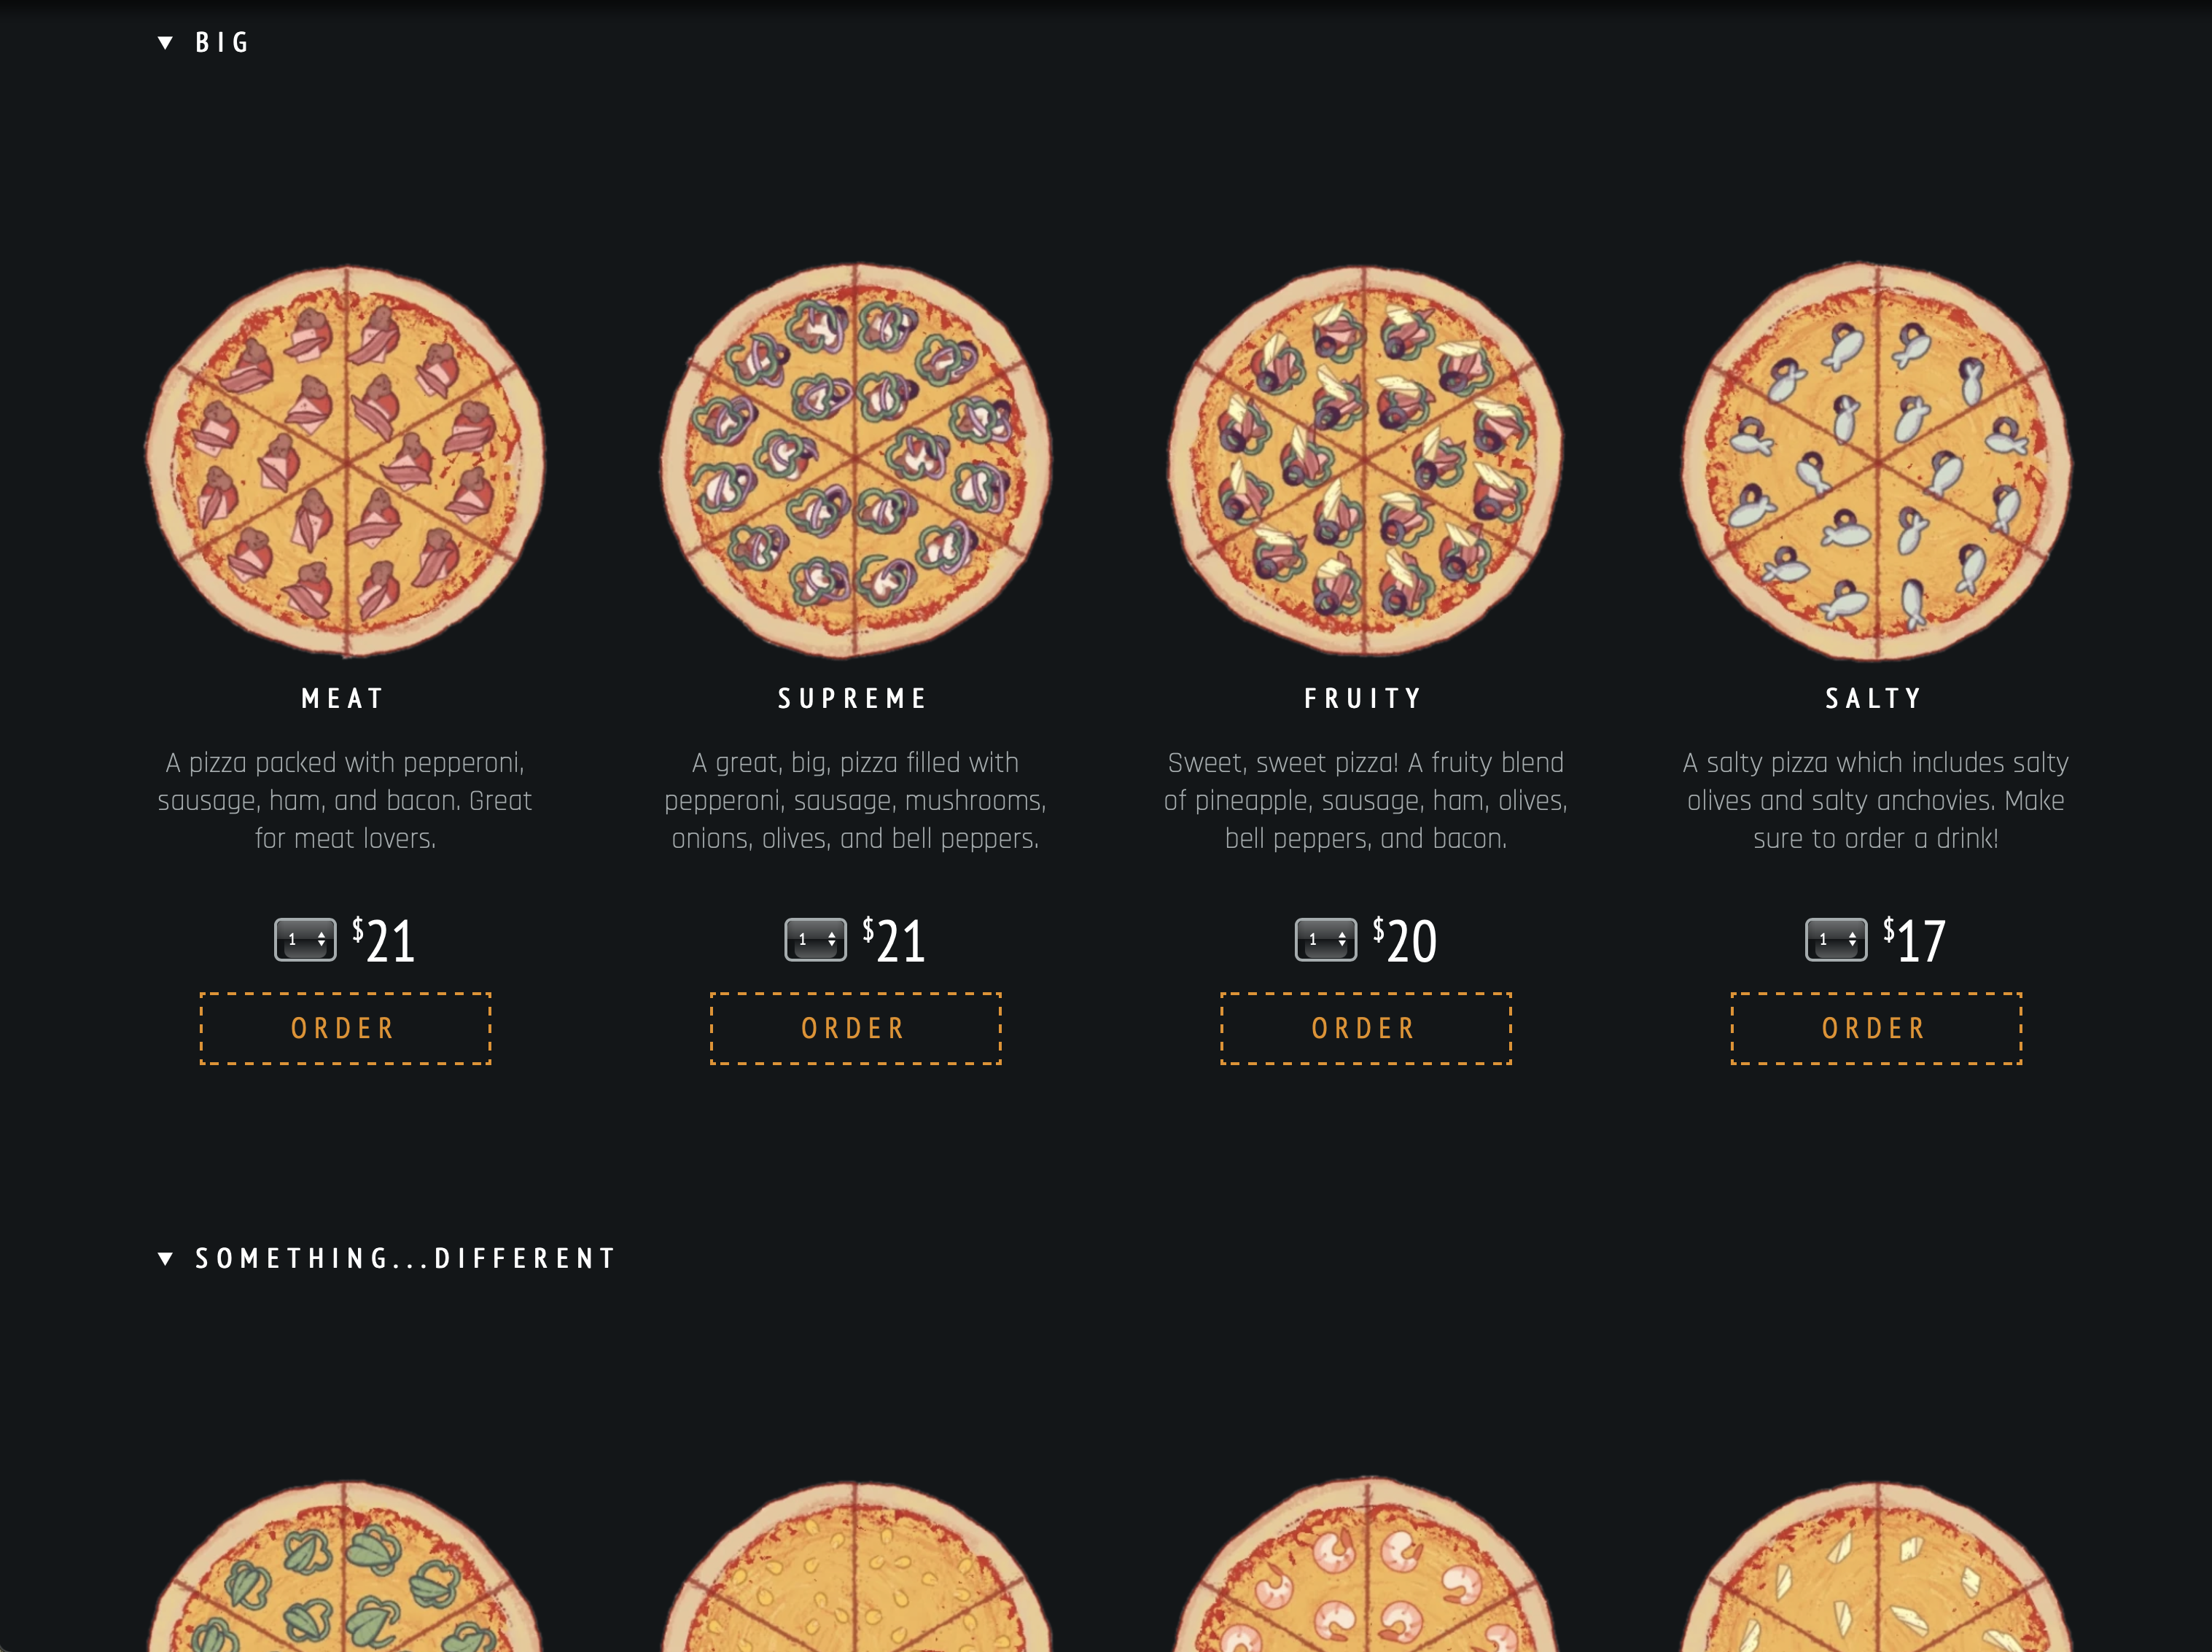 ▼ BIG
MEAT
A pizza packed with pepperoni,
sausage, ham, and bacon. Great
for meat lovers.
1 $21
ORDER
SUPREME
A great, big, pizza filled with
pepperoni, sausage, mushrooms,
onions, olives, and bell peppers.
1 $21
ORDER
FRUITY
Sweet, sweet pizza! A fruity blend
of pineapple, sausage, ham, olives,
bell peppers, and bacon.
1 $20
ORDER
SALTY
A salty pizza which includes salty
olives and salty anchovies. Make
sure to order a drink!
1 $17
ORDER
▼ SOMETHING...DIFFERENT